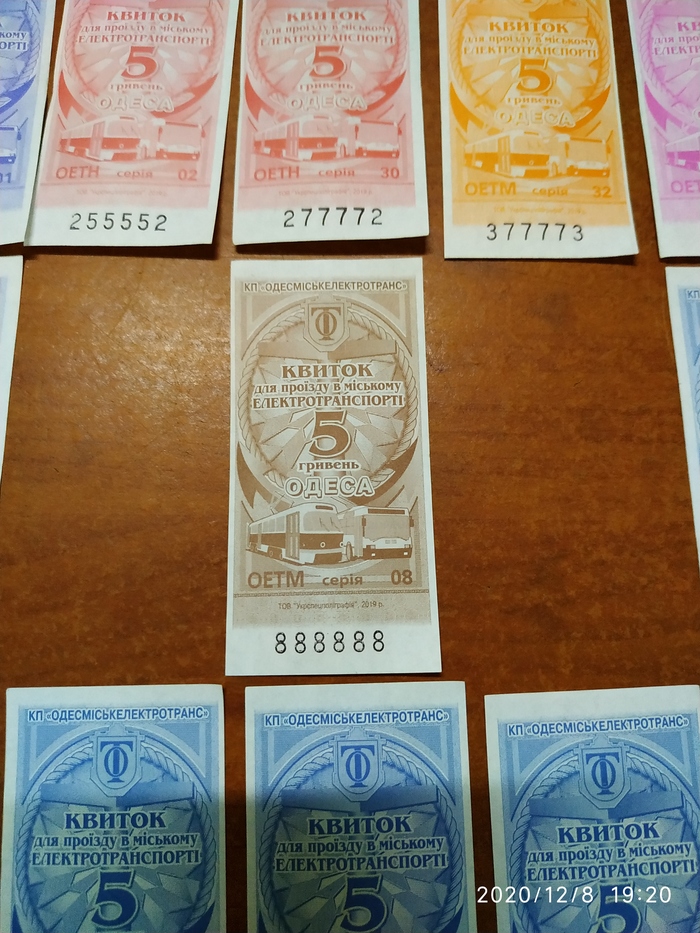 КВИТОК
для проїзду в міському
ЕЛЕКТРОТРАНСПОРТІ
5
гривень
ОДЕСА
ОЕТН серія 02
255552
КВИТОК
для проїзду в міському
ЕЛЕКТРОТРАНСПОРТІ
5
гривень
ОДЕСА
ОЕТН серія 30
277772
КВИТОК
для проїзду в міському
ЕЛЕКТРОТРАНСПОРТІ
5
гривень
ОДЕСА
ОЕТМ серія 32
377773
КП «ОДЕСМІСЬКЕЛЕКТРОТРАНС»
КВИТОК
для проїзду в міському
ЕЛЕКТРОТРАНСПОРТІ
5
гривень
ОДЕСА
ОЕТМ серія 08
ТОВ "Укрспецполіграфія", 2019 р.
888888
КП «ОДЕСМІСЬКЕЛЕКТРОТРАНС»
КВИТОК
для проїзду в міському
ЕЛЕКТРОТРАНСПОРТІ
5
КП «ОДЕСМІСЬКЕЛЕКТРОТРАНС»
КВИТОК
для проїзду в міському
ЕЛЕКТРОТРАНСПОРТІ
5
КП «ОДЕСМІСЬКЕЛЕКТРОТРАНС»
КВИТОК
для проїзду в міському
ЕЛЕКТРОТРАНСПОРТІ
5
2020/12/8 19:20